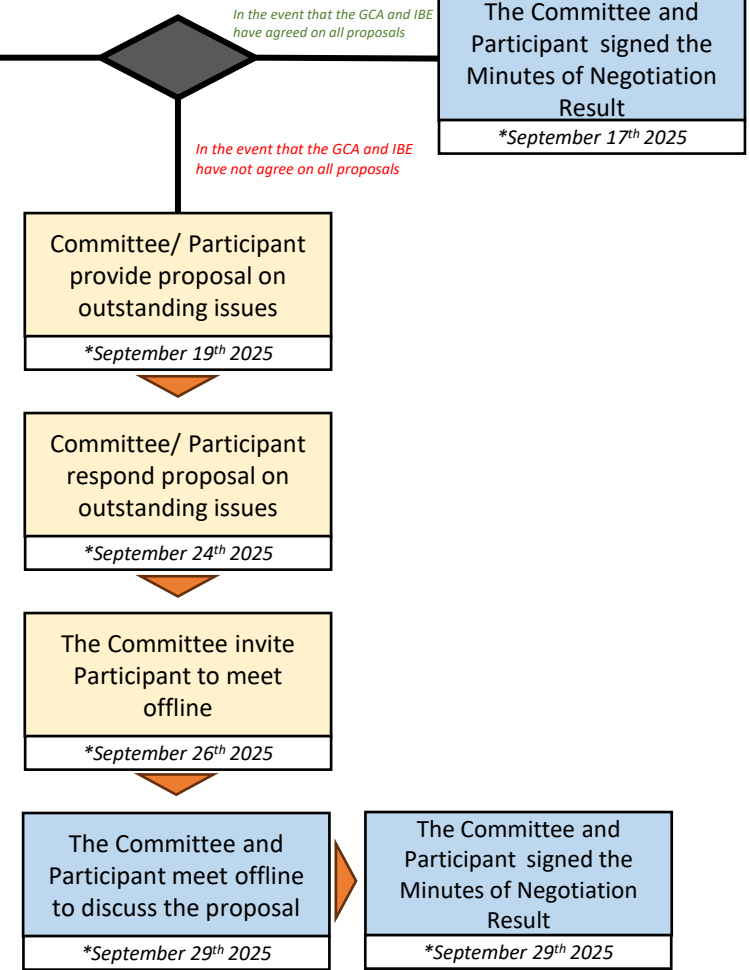 In the event that the GCA and IBE
have agreed on all proposals
The Committee and
Participant signed the
Minutes of Negotiation
Result
*September 17th 2025
In the event that the GCA and IBE
have not agree on all proposals
Committee/ Participant
provide proposal on
outstanding issues
*September 19th 2025
Committee/ Participant
respond proposal on
outstanding issues
*September 24th 2025
The Committee invite
Participant to meet
offline
*September 26th 2025
The Committee and
Participant meet offline
to discuss the proposal
*September 29th 2025
The Committee and
Participant signed the
Minutes of Negotiation
Result
*September 29th 2025